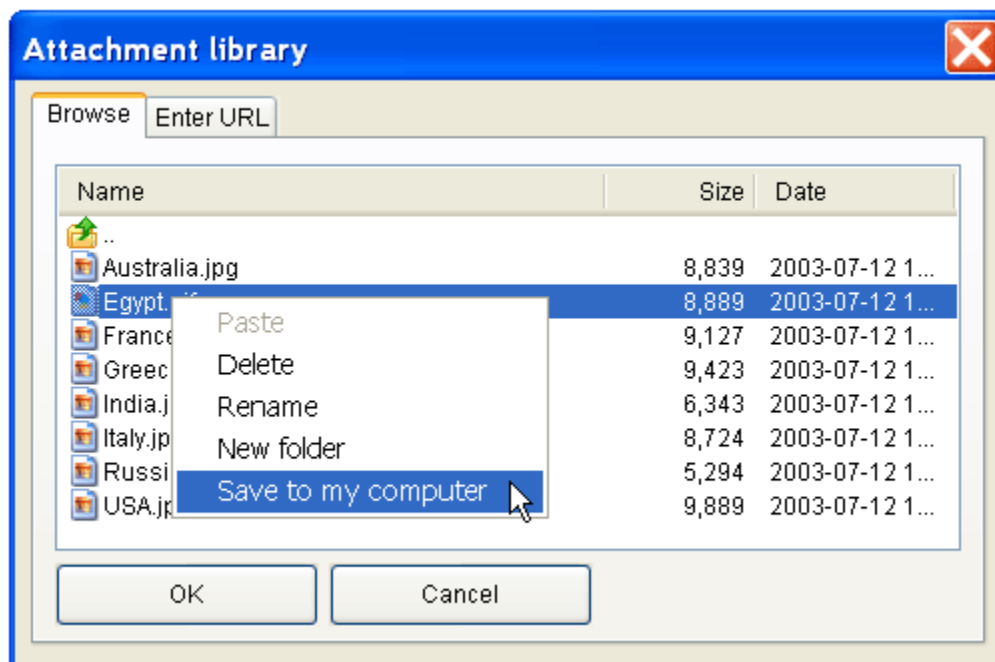 Attachment library
Browse Enter URL
Name Size Date
..
Australia.jpg 8,839 2003-07-12 1...
Egypt. 8,889 2003-07-12 1...
France 9,127 2003-07-12 1...
Greec 9,423 2003-07-12 1...
India.j 6,343 2003-07-12 1...
Italy.jp 8,724 2003-07-12 1...
Russi 5,294 2003-07-12 1...
USA.jp 9,889 2003-07-12 1...
Paste
Delete
Rename
New folder
Save to my computer
OK Cancel